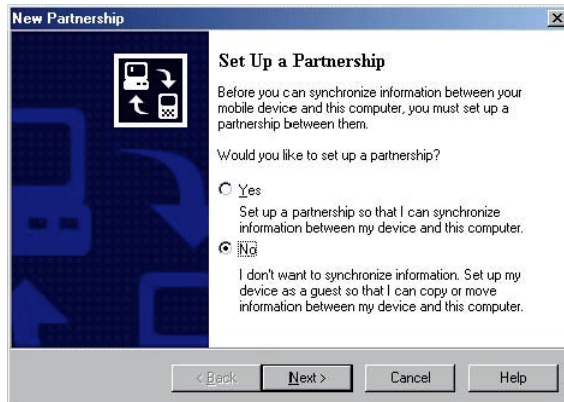 New Partnership
Set Up a Partnership
Before you can synchronize information between your
mobile device and this computer, you must set up a
partnership between them.
Would you like to set up a partnership?
Yes
Set up a partnership so that I can synchronize
information between my device and this computer.
No
I don't want to synchronize information. Set up my
device as a guest so that I can copy or move
information between my device and this computer.
< Back Next > Cancel Help